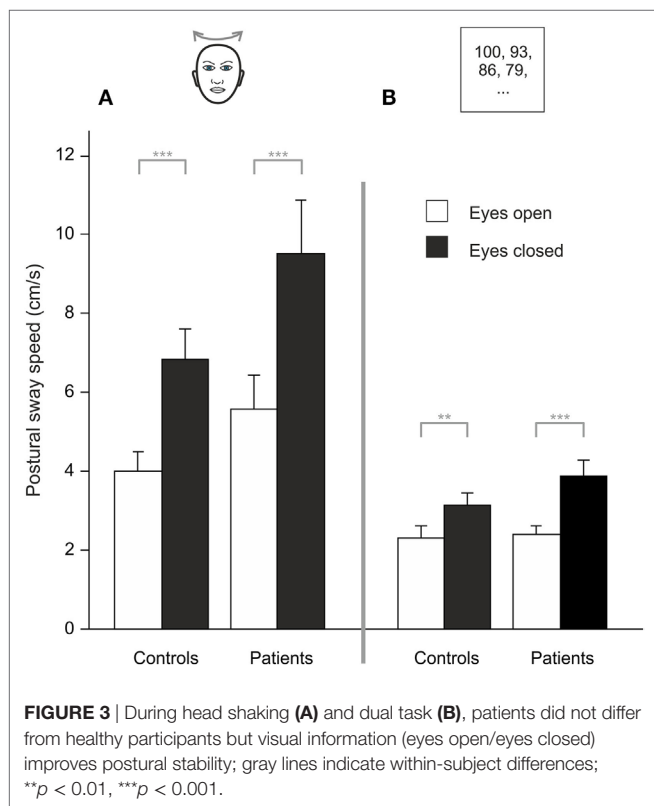 A
B
100, 93,
86, 79,
...
12
10
8
6
4
2
0
Postural sway speed (cm/s)
***
***
**
***
Eyes open
Eyes closed
Controls
Patients
Controls
Patients
FIGURE 3 | During head shaking (A) and dual task (B), patients did not differ
from healthy participants but visual information (eyes open/eyes closed)
improves postural stability; gray lines indicate within-subject differences;
**p < 0.01, ***p < 0.001.